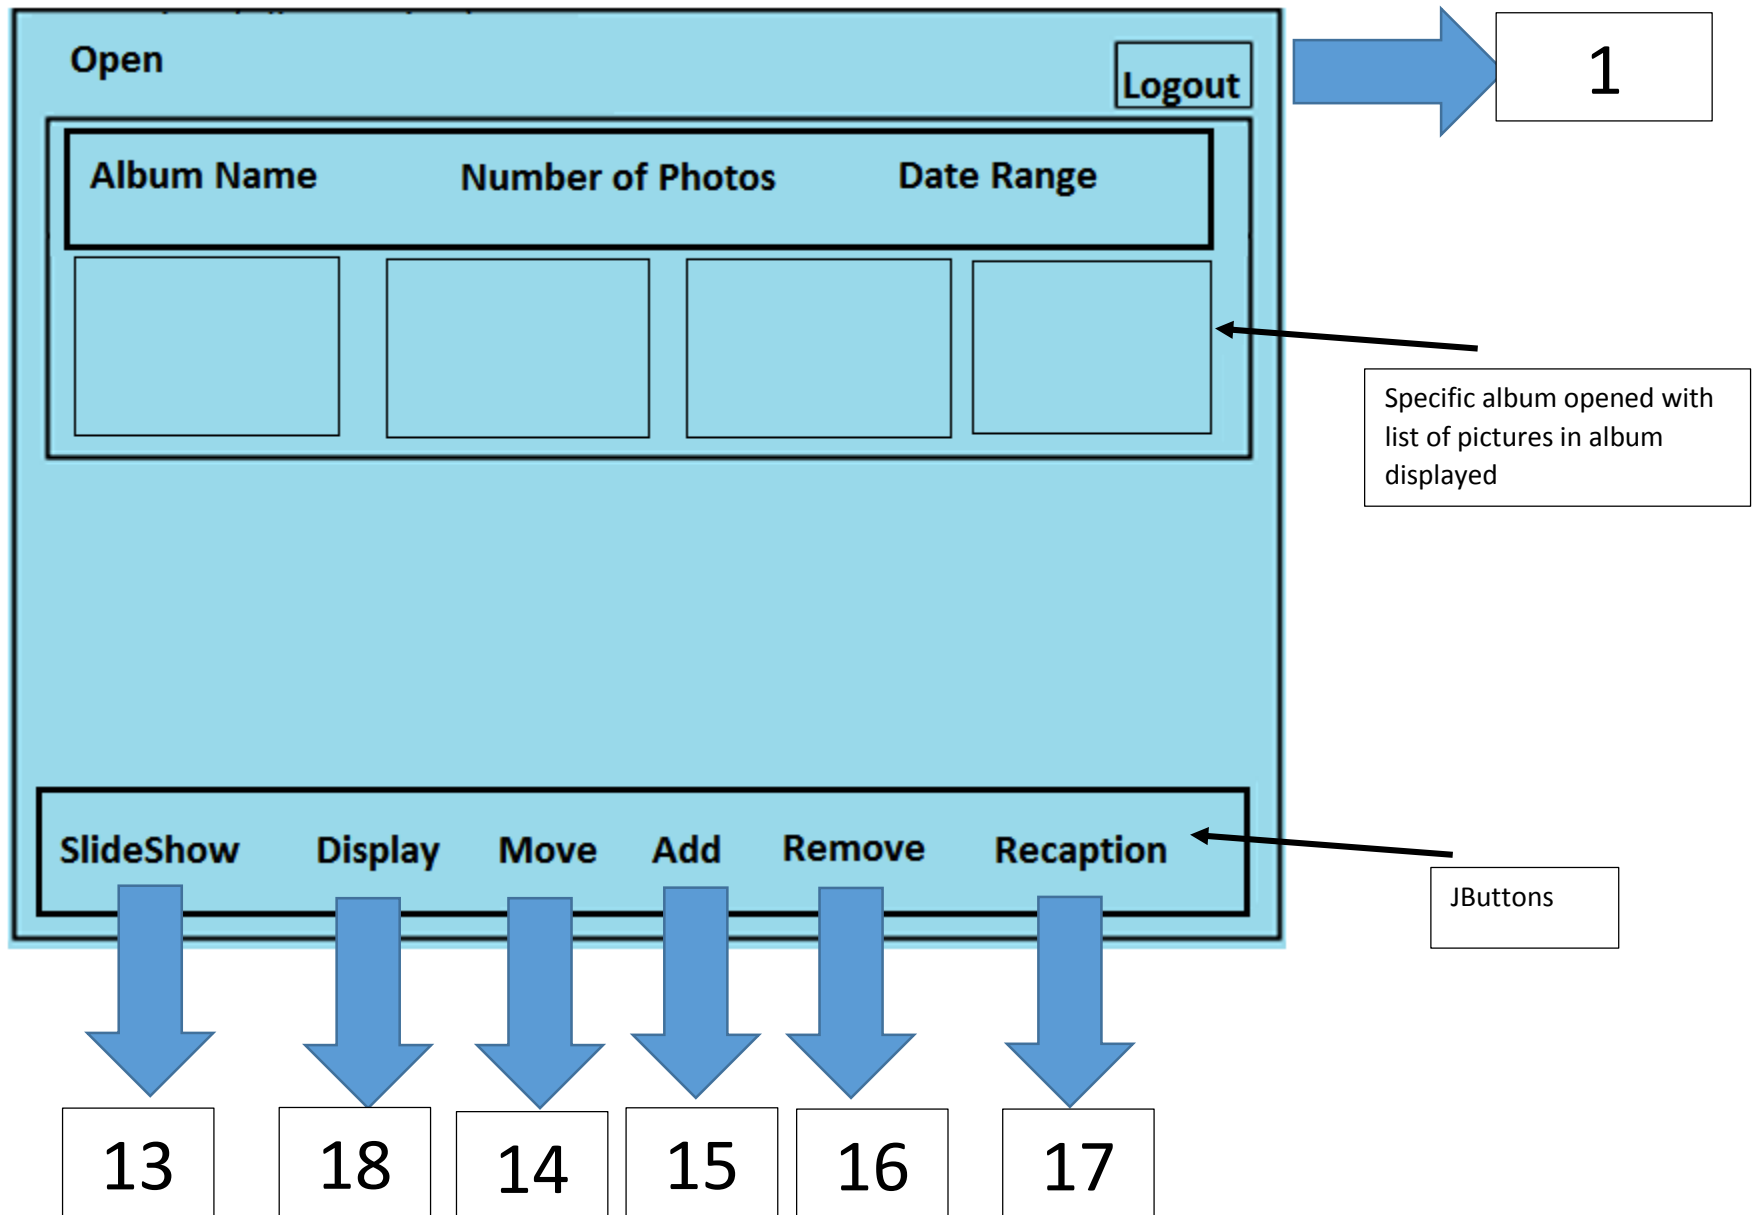 Open
Logout
1
Album Name Number of Photos Date Range
Specific album opened with
list of pictures in album
displayed
SlideShow Display Move Add Remove Recaption
JButtons
13 18 14 15 16 17